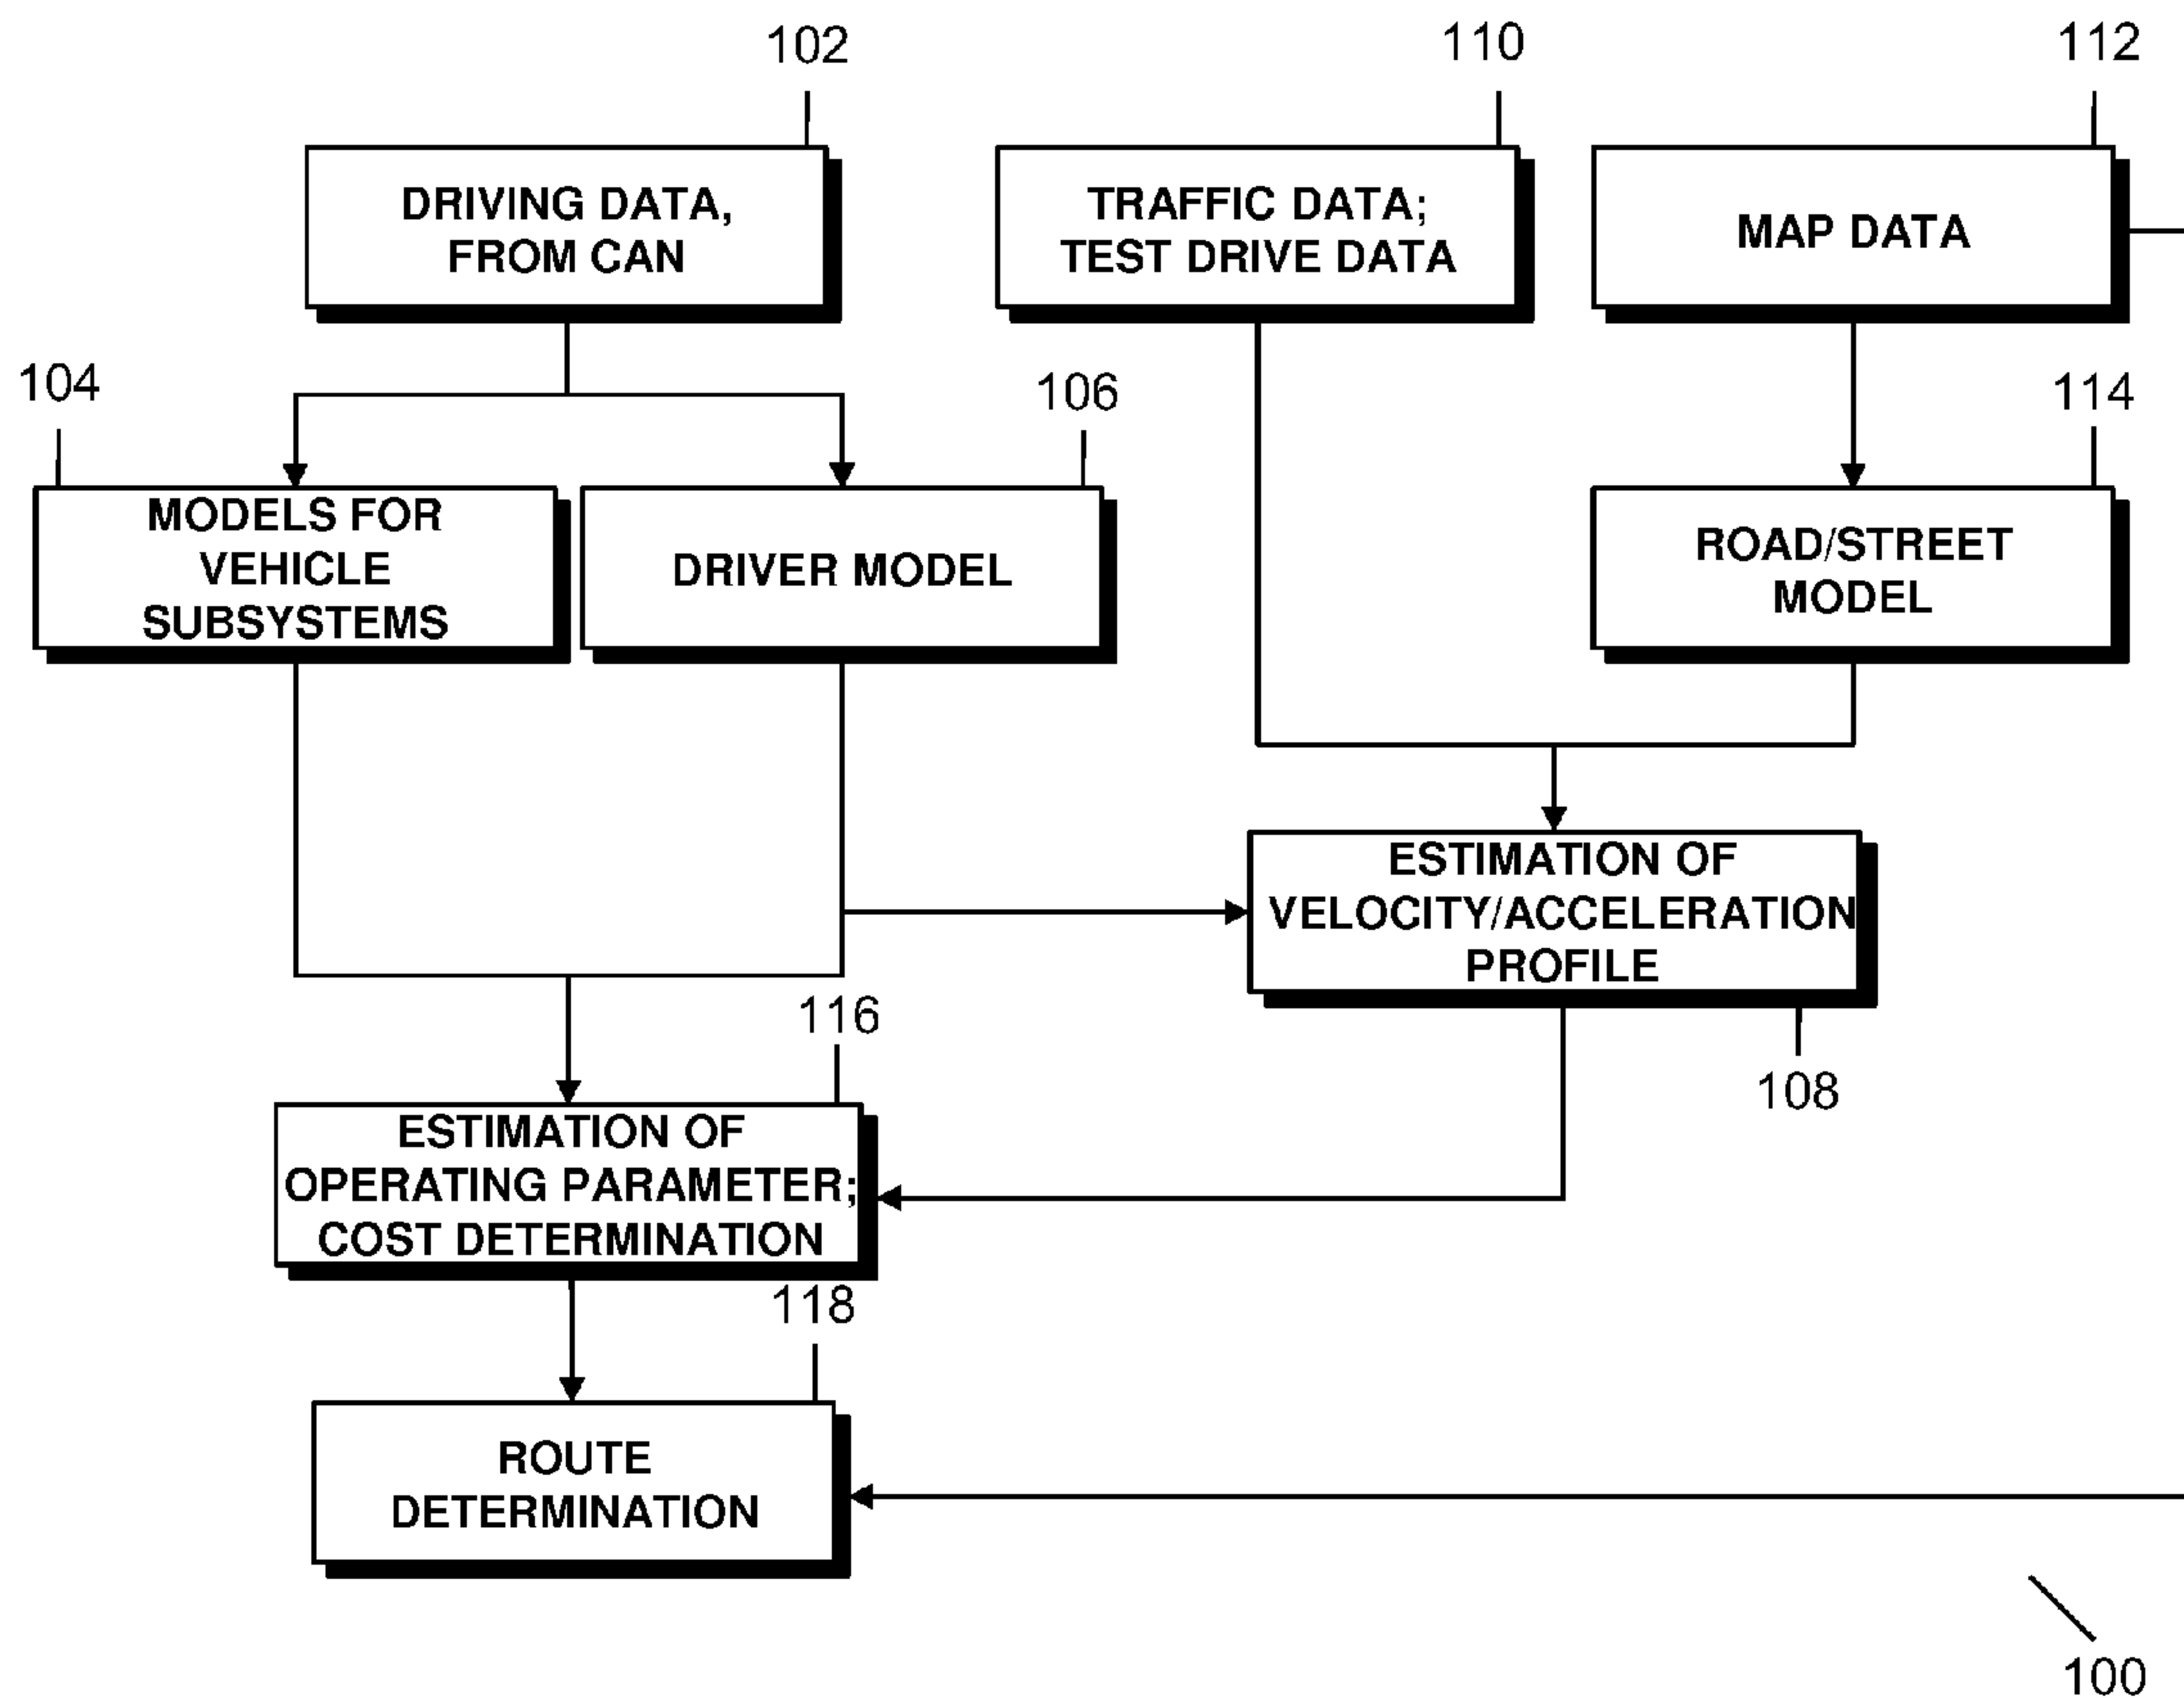 102
110
112
DRIVING DATA,
FROM CAN
TRAFFIC DATA;
TEST DRIVE DATA
MAP DATA
104
106
114
MODELS FOR
VEHICLE
SUBSYSTEMS
DRIVER MODEL
ROAD/STREET
MODEL
ESTIMATION OF
VELOCITY/ACCELERATION
PROFILE
116
108
ESTIMATION OF
OPERATING PARAMETER;
COST DETERMINATION
118
ROUTE
DETERMINATION
100